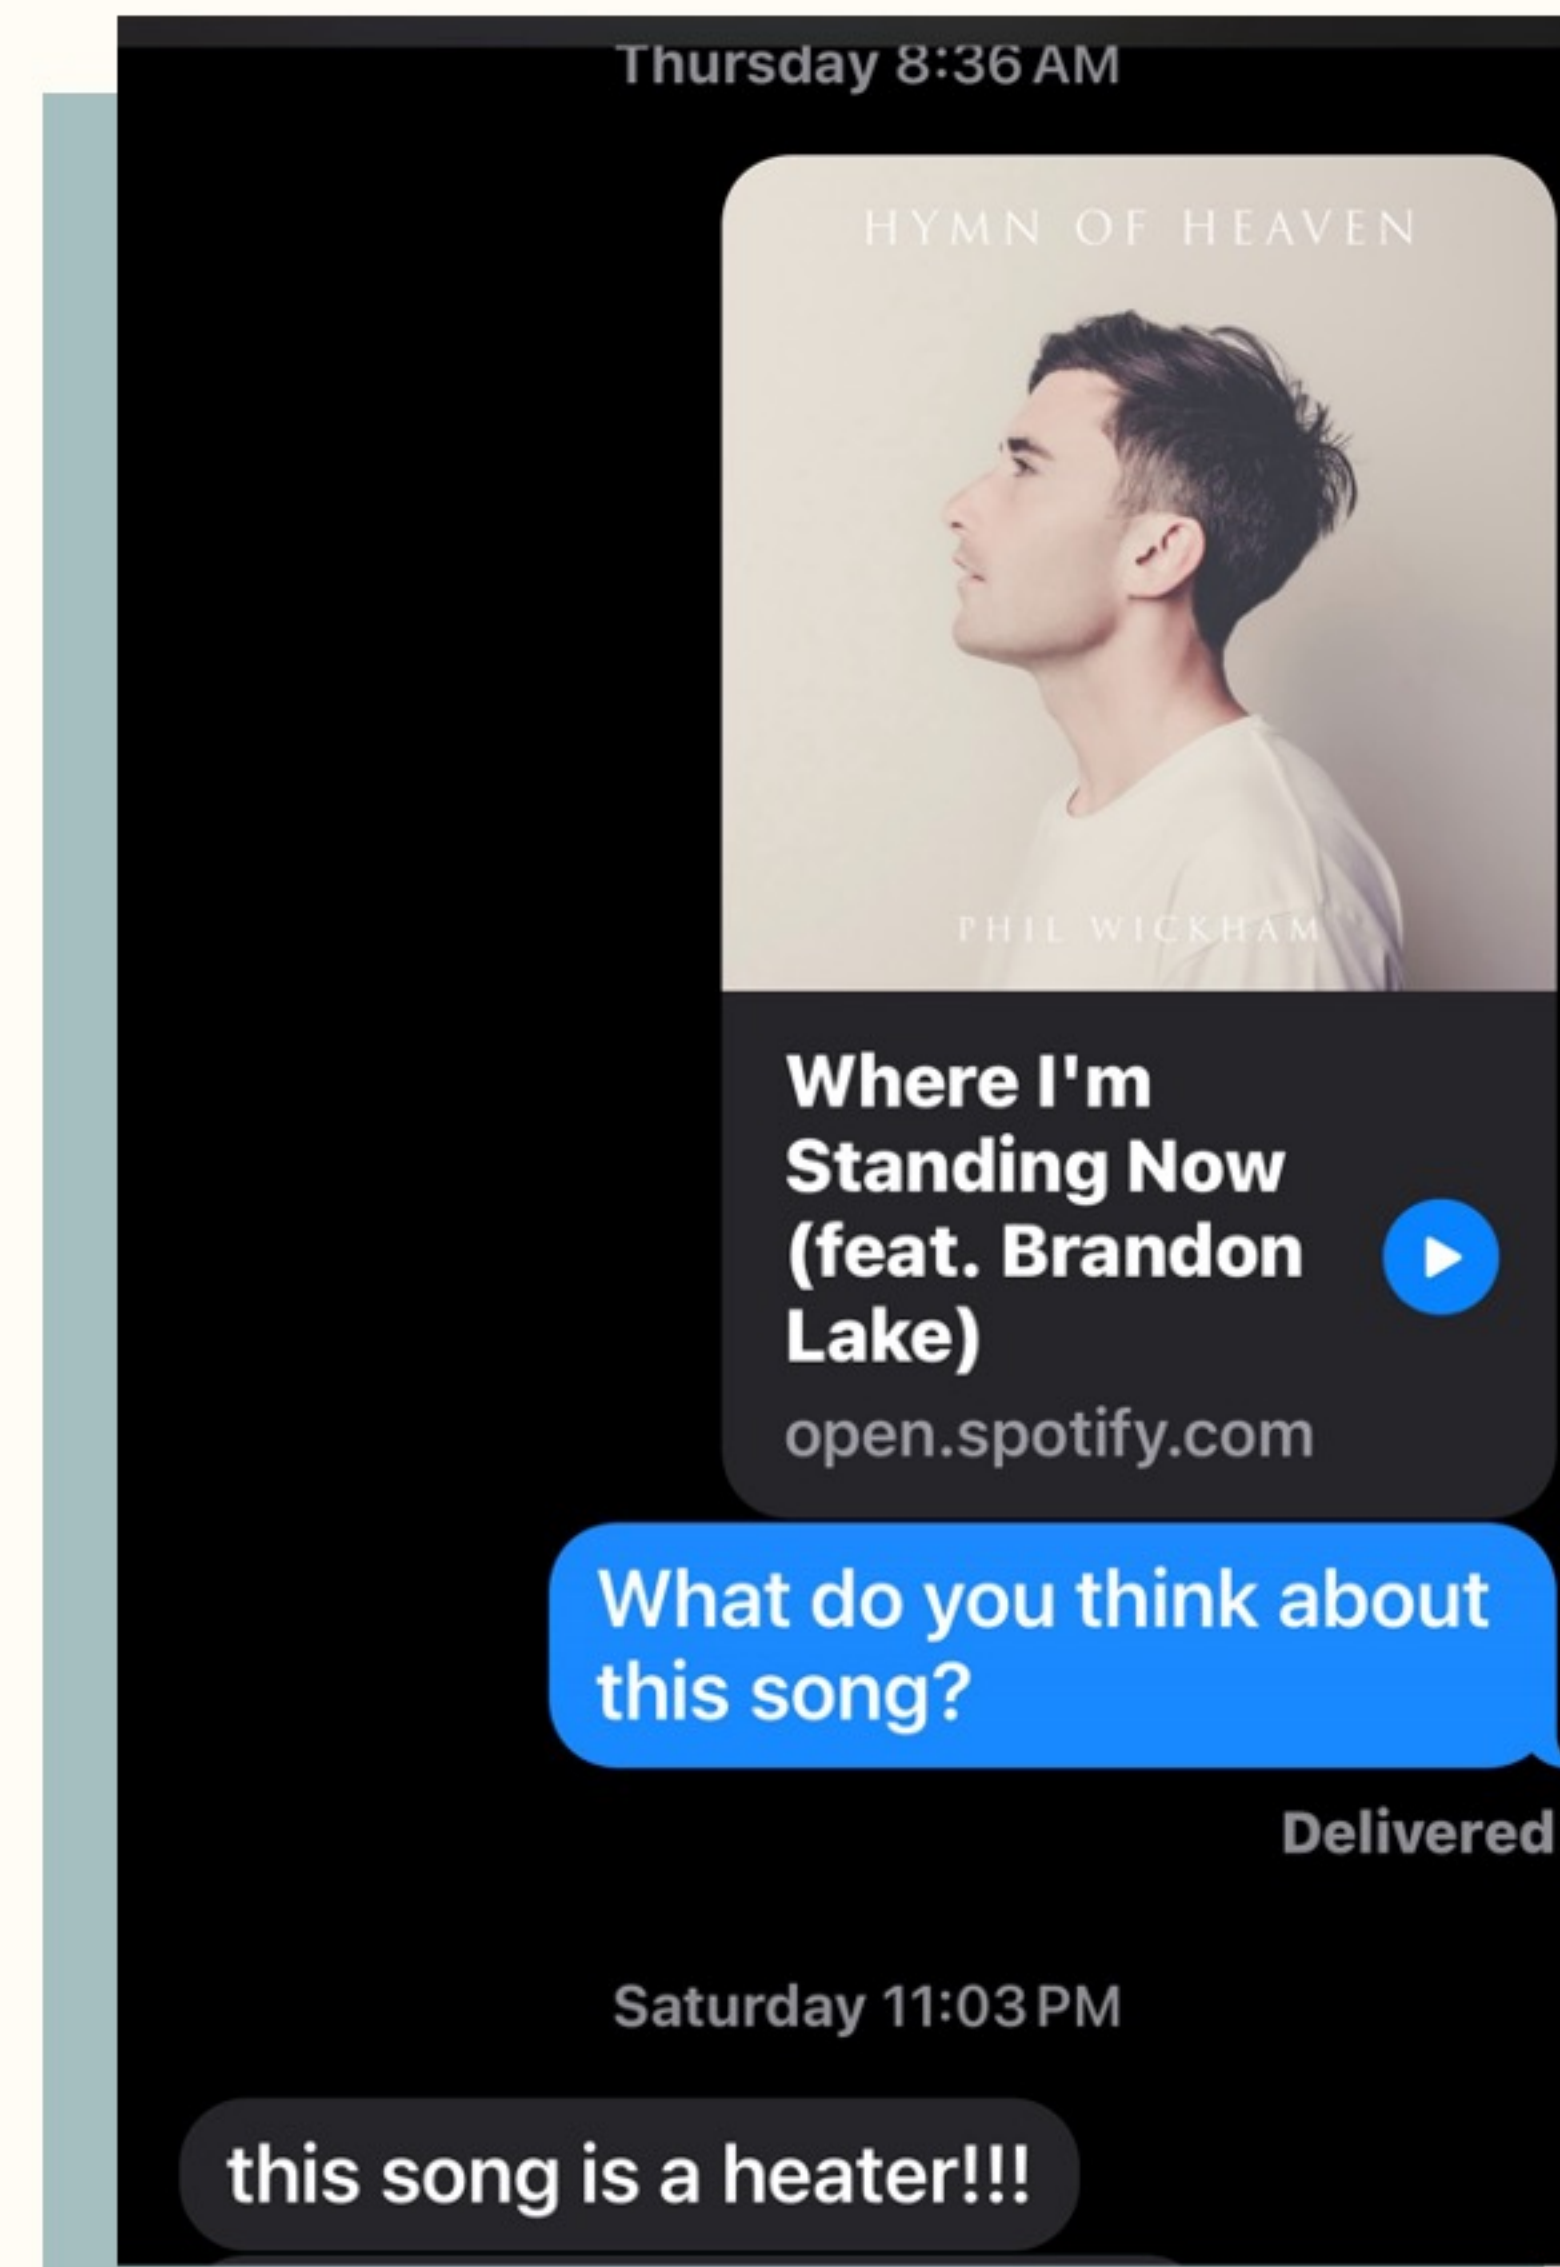 Thursday 8:36 AM
HYMN OF HEAVEN
PHIL WICKHAM
Where I'm
Standing Now
(feat. Brandon
Lake)
open.spotify.com
What do you think about
this song?
Delivered
Saturday 11:03 PM
this song is a heater!!!